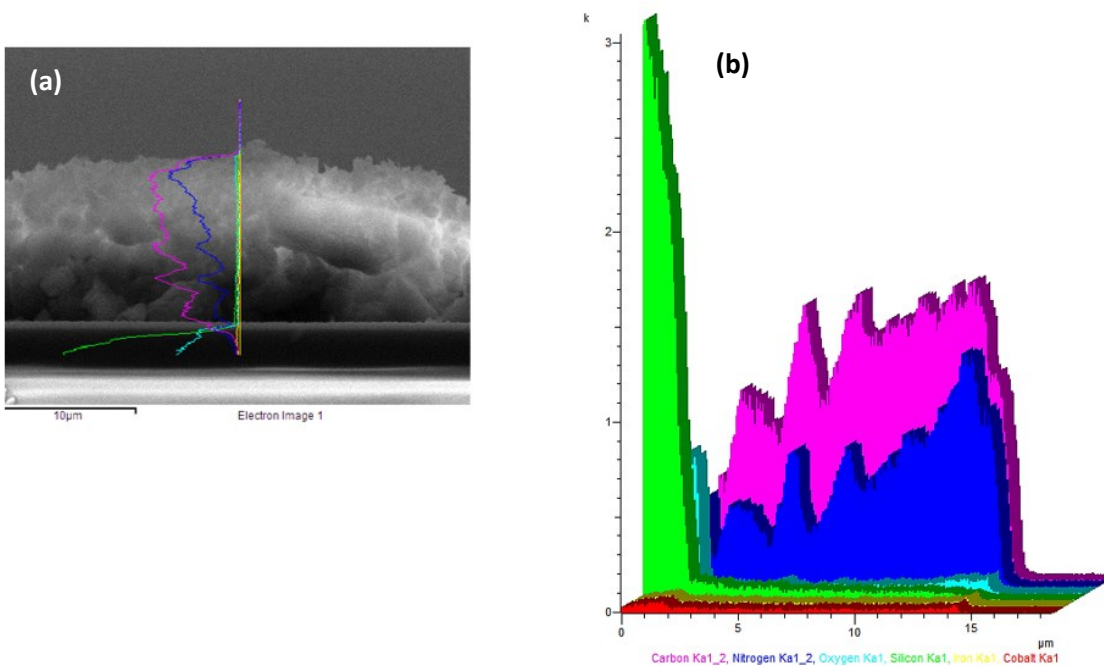 (a)
10µm
Electron Image 1
k
(b)
3
2
1
0
0
5
10
15
µm
Carbon Ka1_2, Nitrogen Ka1_2, Oxygen Ka1, Silicon Ka1, Iron Ka1, Cobalt Ka1